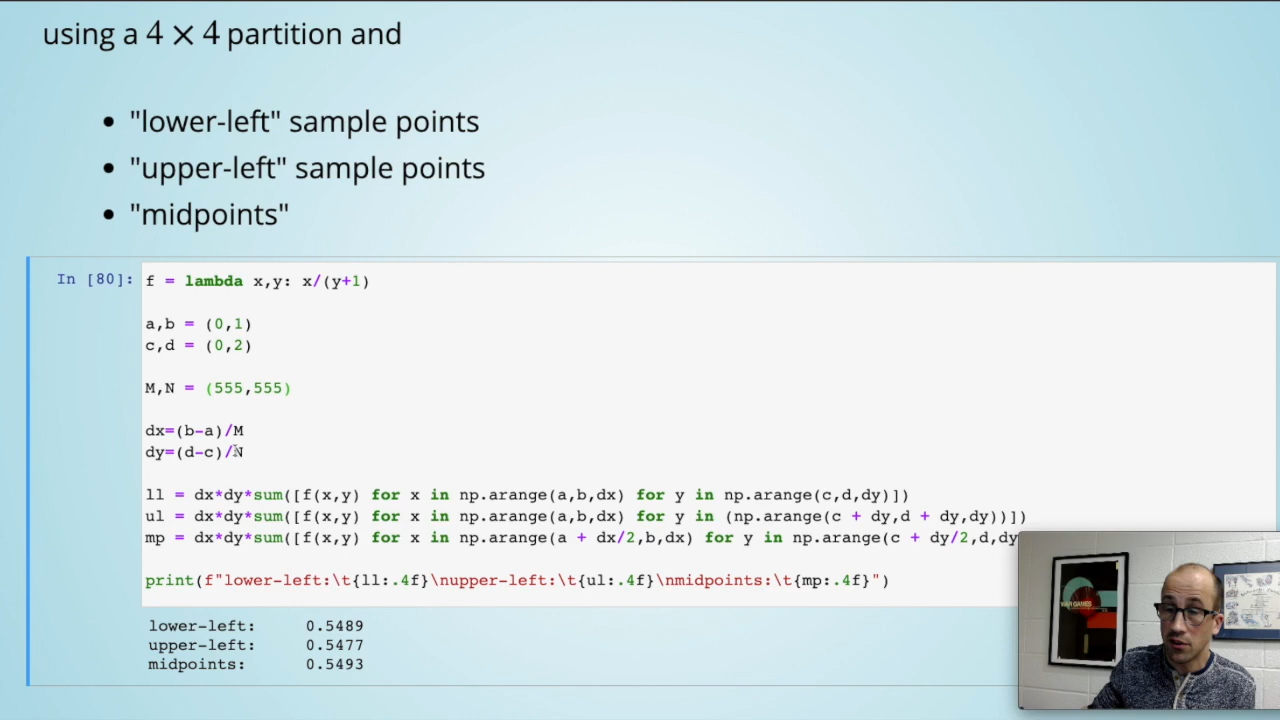 using a 4 × 4 partition and
• "lower-left" sample points
• "upper-left" sample points
• "midpoints"
In [80]: f = lambda x,y: x/(y+1)
a,b = (0,1)
c,d = (0,2)
M,N = (555,555)
dx=(b-a)/M
dy=(d-c)/N
ll = dx*dy*sum([f(x,y) for x in np.arange(a,b,dx) for y in np.arange(c,d,dy)])
ul = dx*dy*sum([f(x,y) for x in np.arange(a,b,dx) for y in (np.arange(c + dy,d + dy,dy))])
mp = dx*dy*sum([f(x,y) for x in np.arange(a + dx/2,b,dx) for y in np.arange(c + dy/2,d,dy
print(f"lower-left:\t{ll:.4f}\nupper-left:\t{ul:.4f}\nmidpoints:\t{mp:.4f}")
lower-left: 0.5489
upper-left: 0.5477
midpoints: 0.5493
WAR GAMES